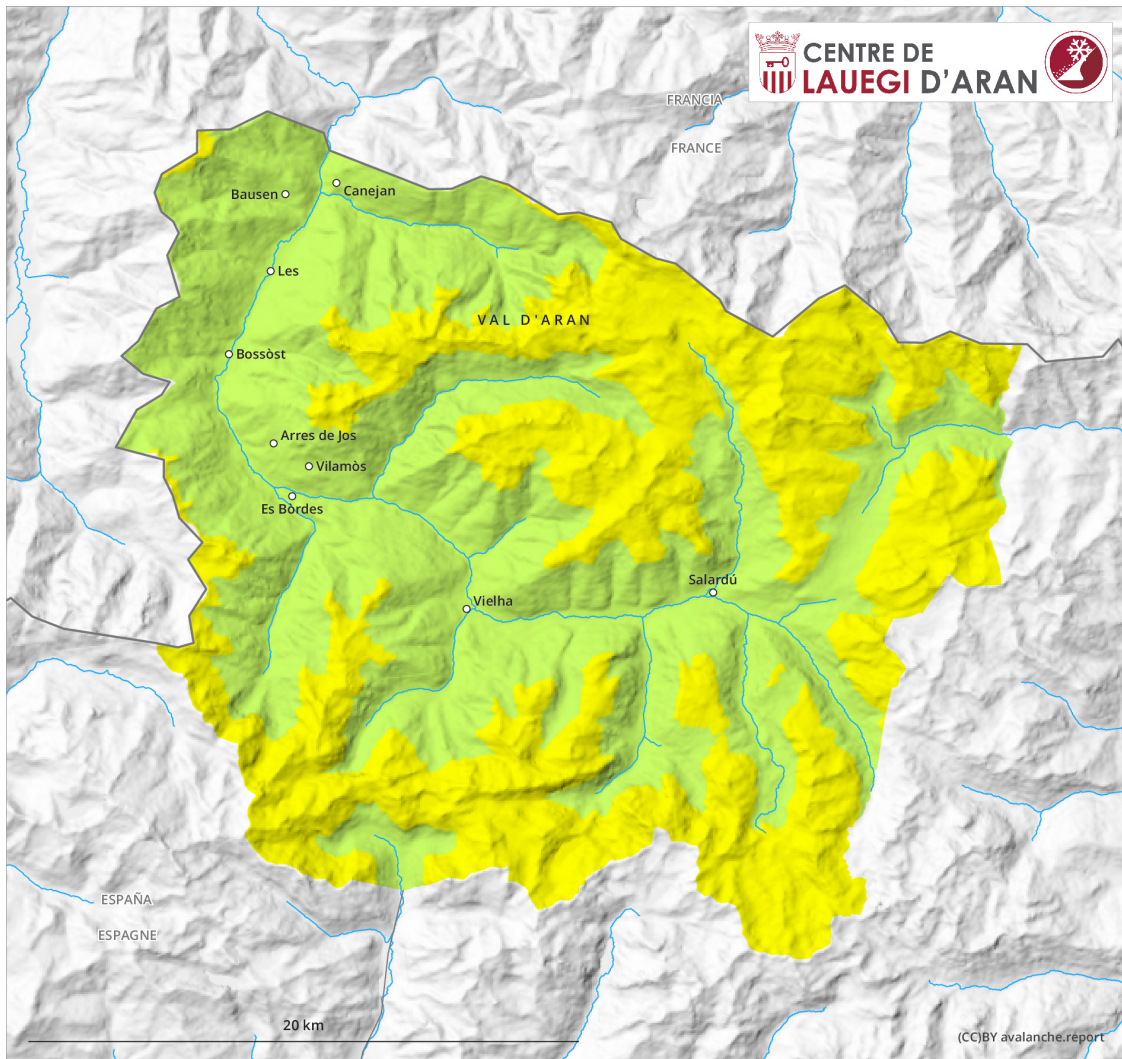 CENTRE DE
LAUEGI D'ARAN
FRANCIA
FRANCE
Bausen
Canejan
Les
VAL D'ARAN
Bossòst
Arres de Jos
Vilamòs
Es Bòrdes
Salardú
Vielha
ESPAÑA
ESPAGNE
20 km
(CC)BY avalanche.report